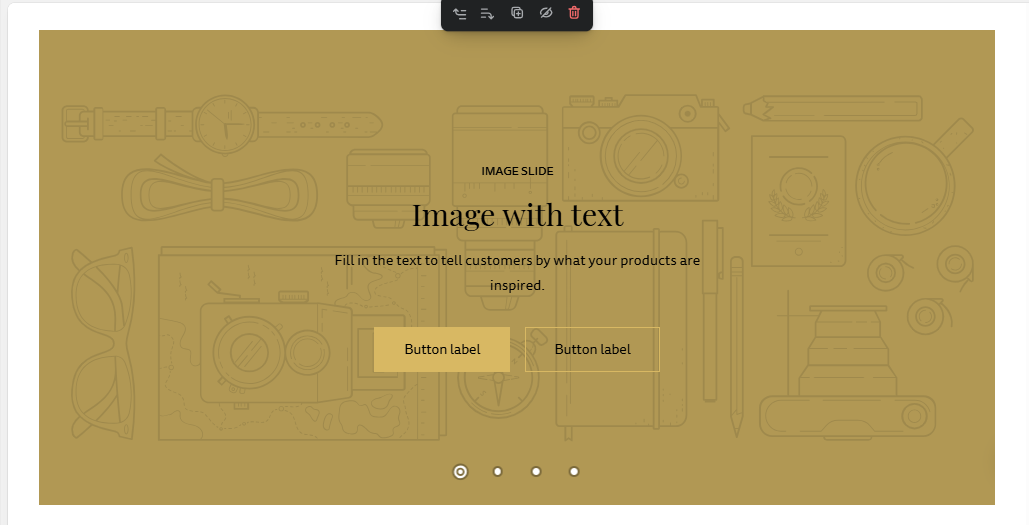 IMAGE SLIDE
Image with text
Fill in the text to tell customers by what your products are
inspired.
Button label
Button label